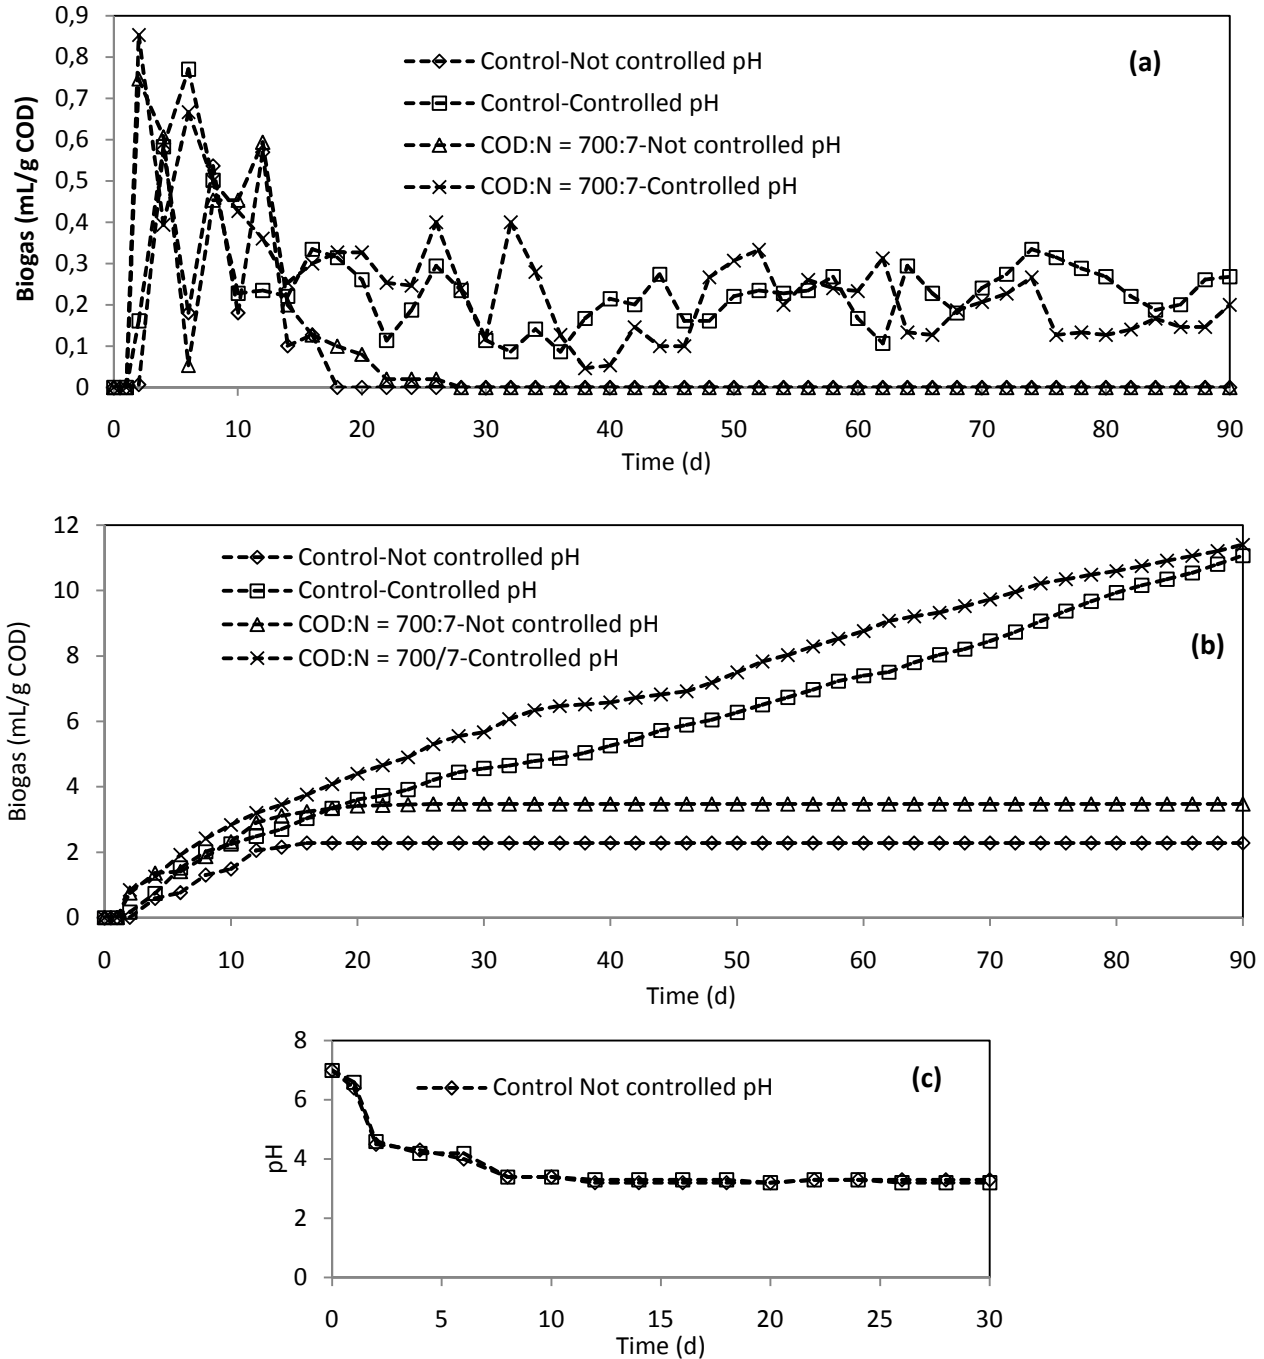 0,9
0,8
0,7
0,6
0,5
0,4
0,3
0,2
0,1
0
Biogas (mL/g COD)
Control-Not controlled pH
Control-Controlled pH
COD:N = 700:7-Not controlled pH
COD:N = 700:7-Controlled pH
(a)
0 10 20 30 40 50 60 70 80 90
Time (d)
12
10
8
6
4
2
0
Biogas (mL/g COD)
Control-Not controlled pH
Control-Controlled pH
COD:N = 700:7-Not controlled pH
COD:N = 700/7-Controlled pH
(b)
0 10 20 30 40 50 60 70 80 90
Time (d)
8
6
4
2
0
pH
Control Not controlled pH
(c)
0 5 10 15 20 25 30
Time (d)